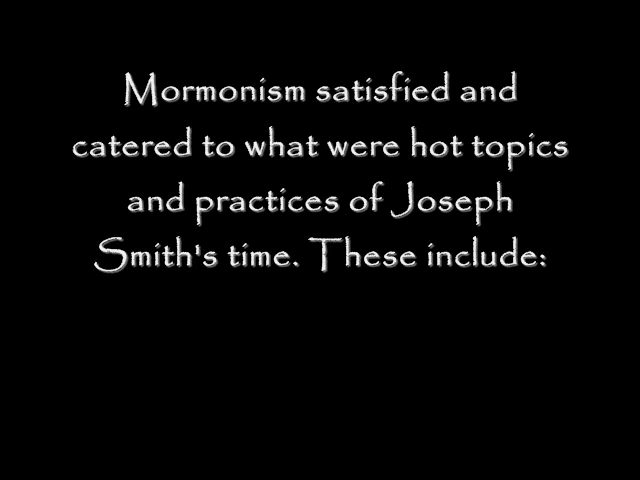 Mormonism satisfied and
catered to what were hot topics
and practices of Joseph
Smith's time. These include: